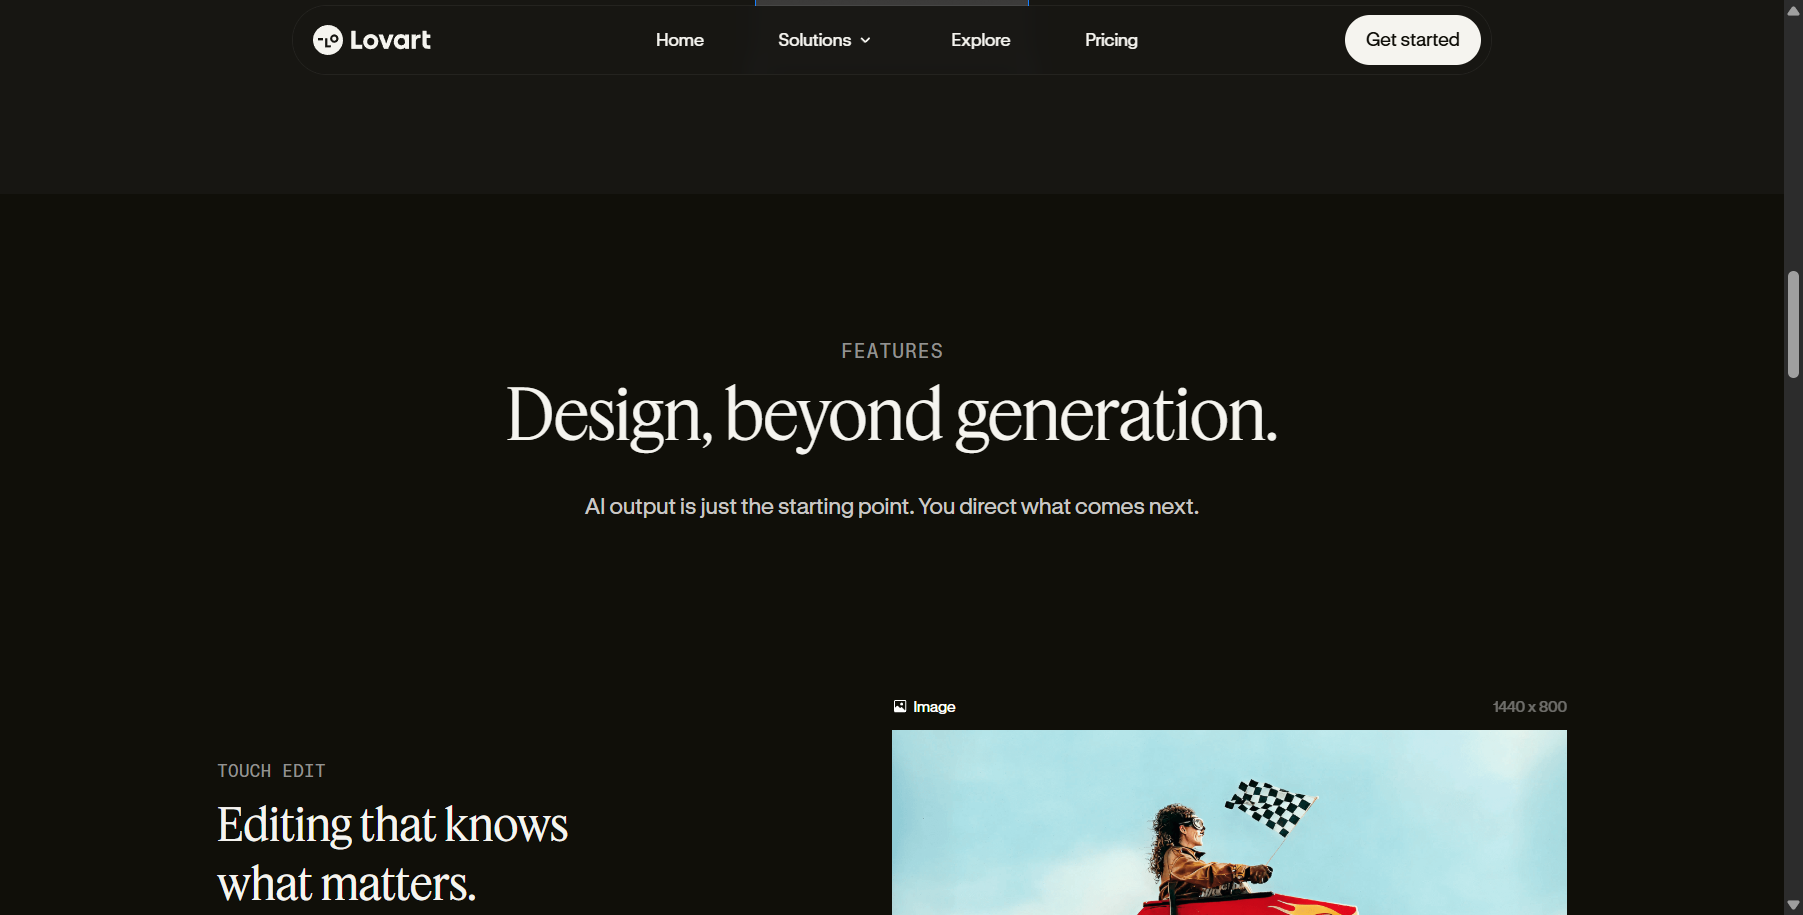 Lovart
Home
Solutions
Explore
Pricing
Get started
FEATURES
Design, beyond generation.
AI output is just the starting point. You direct what comes next.
Image
1440 x 800
TOUCH EDIT
Editing that knows
what matters.